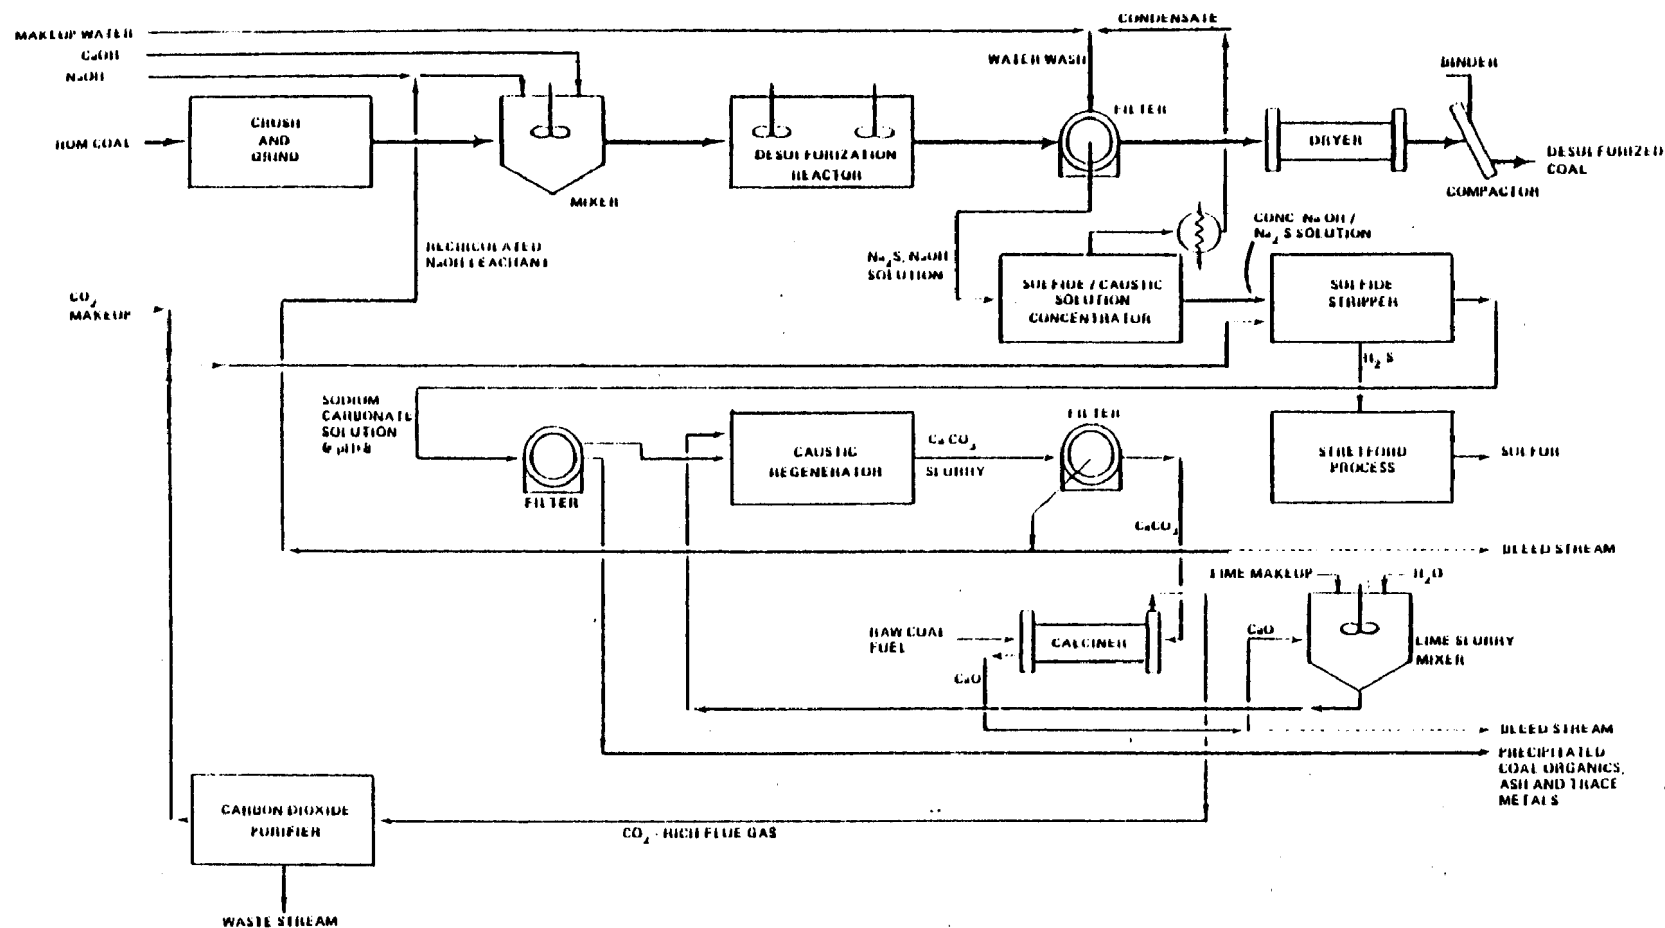 MAKEUP WATER
CaOH
NaOH
ROM COAL
CRUSH
AND
GRIND
MIXER
DESULFURIZATION
REACTOR
CONDENSATE
WATER WASH
FILTER
DRYER
BINDER
COMPACTOR
DESULFURIZED
COAL
RECIRCULATED
NaOH LEACHANT
Na2S, NaOH
SOLUTION
SULFIDE / CAUSTIC
SOLUTION
CONCENTRATOR
CONC. NaOH /
Na2S SOLUTION
SULFIDE
STRIPPER
CO2
MAKEUP
H2S
SODIUM
CARBONATE
SOLUTION
FILTER
CAUSTIC
REGENERATOR
CaCO3
SLURRY
FILTER
STRETFORD
PROCESS
SULFUR
CaCO3
BLEED STREAM
LIME MAKEUP
H2O
RAW COAL
FUEL
CALCINER
CaO
CaO
LIME SLURRY
MIXER
BLEED STREAM
PRECIPITATED
COAL ORGANICS,
ASH AND TRACE
METALS
CARBON DIOXIDE
PURIFIER
CO2 - RICH FLUE GAS
WASTE STREAM